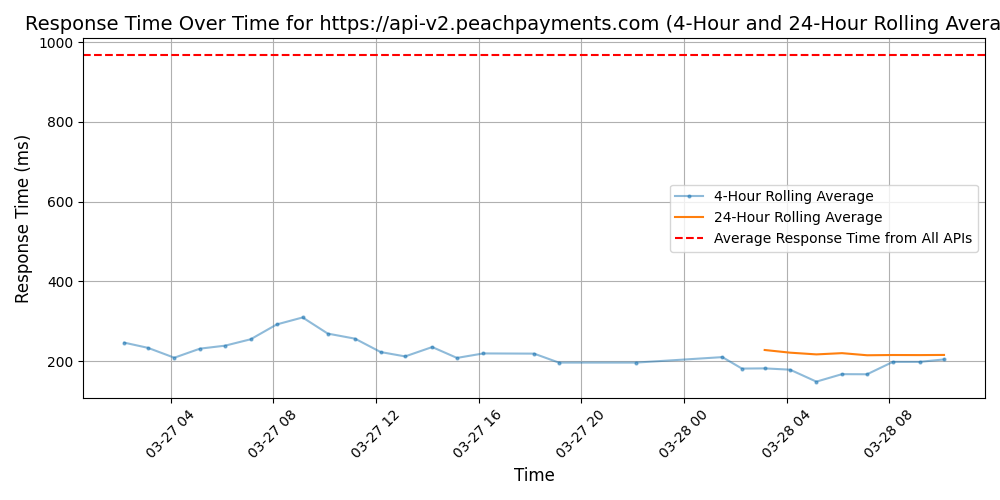 Response Time Over Time for https://api-v2.peachpayments.com (4-Hour and 24-Hour Rolling Avera
1000
800
600
400
200
Response Time (ms)
4-Hour Rolling Average
24-Hour Rolling Average
Average Response Time from All APIs
03-27 04
03-27 08
03-27 12
03-27 16
03-27 20
03-28 00
03-28 04
03-28 08
Time